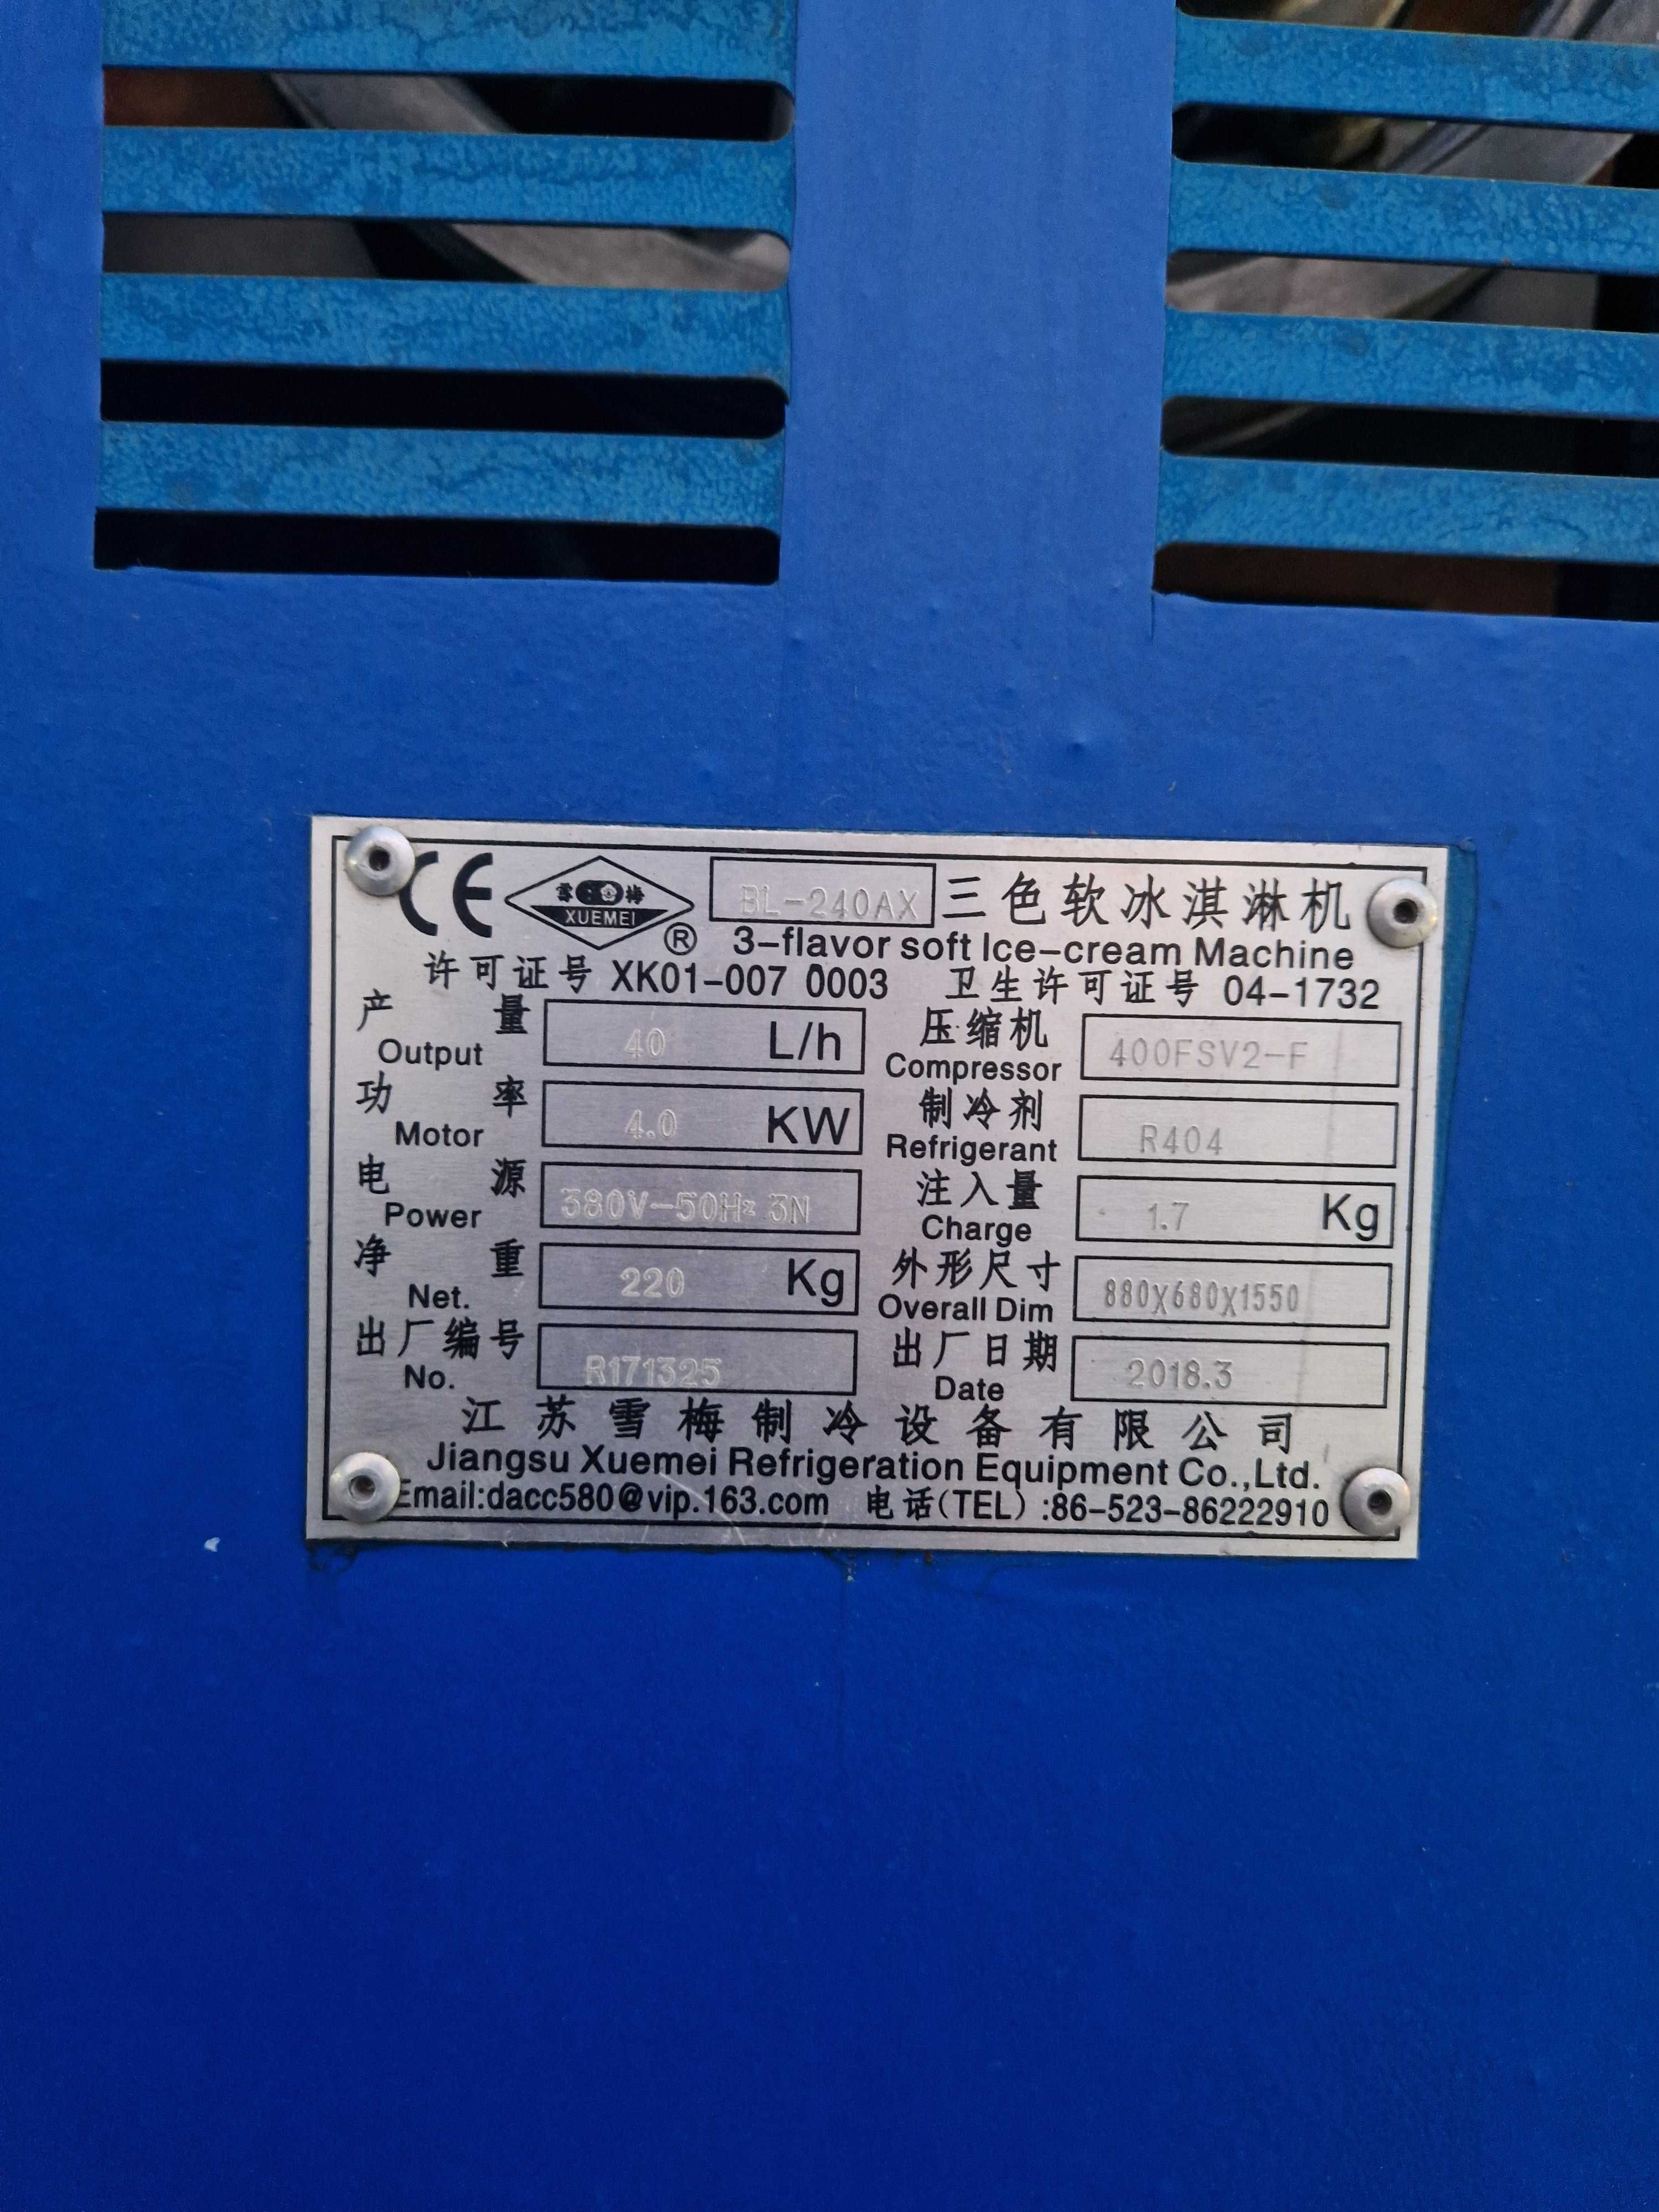 CE 雪梅 XUEMEI ® BL-240AX 三色软冰淇淋机
3-flavor soft Ice-cream Machine
许可证号 XK01-007 0003 卫生许可证号 04-1732
产量 Output 40 L/h 压缩机 Compressor 400FSV2-F
功率 Motor 4.0 KW 制冷剂 Refrigerant R404
电源 Power 380V-50Hz 3N 注入量 Charge 1.7 Kg
净重 Net. 220 Kg 外形尺寸 Overall Dim 880X680X1550
出厂编号 No. R171325 出厂日期 Date 2018.3
江苏雪梅制冷设备有限公司
Jiangsu Xuemei Refrigeration Equipment Co.,Ltd.
Email:dacc580@vip.163.com 电话(TEL):86-523-86222910